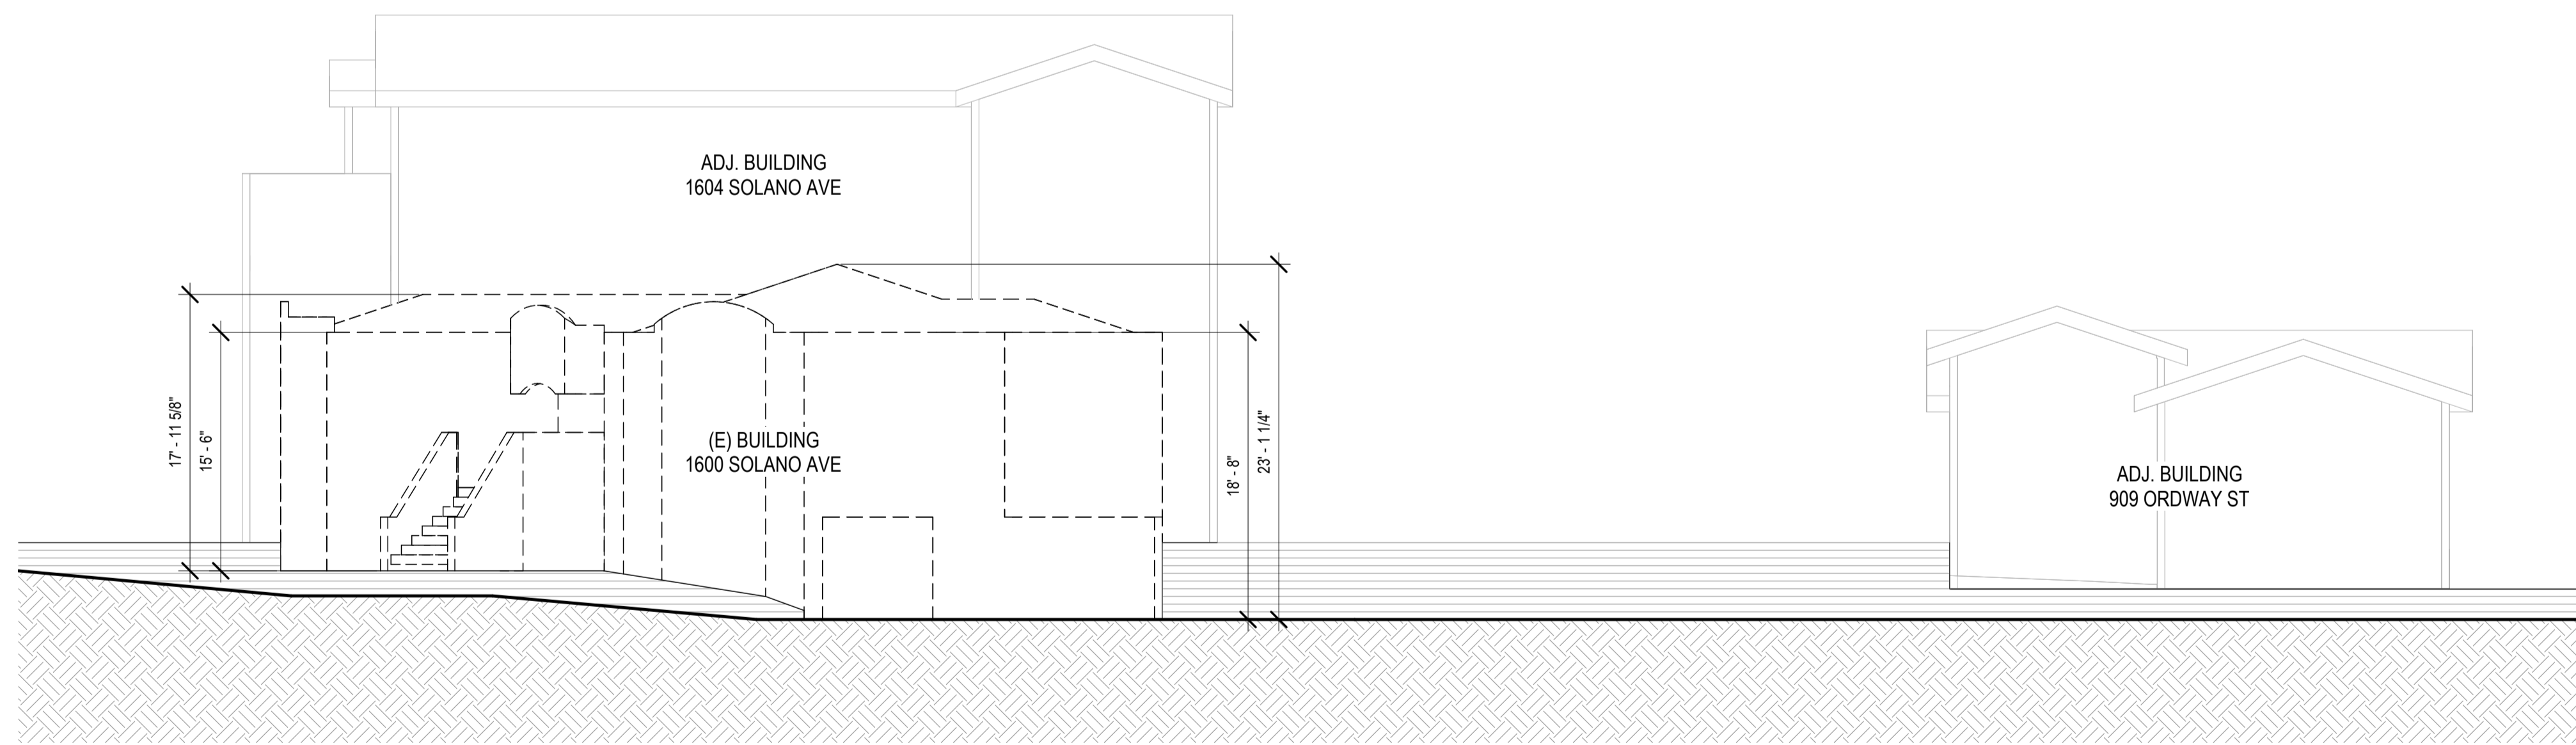 ADJ. BUILDING
1604 SOLANO AVE
17' - 11 5/8"
15' - 6"
(E) BUILDING
1600 SOLANO AVE
18' - 8"
23' - 1 1/4"
ADJ. BUILDING
909 ORDWAY ST